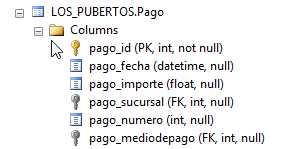 LOS_PUBERTOS.Pago
Columns
pago_id (PK, int, not null)
pago_fecha (datetime, null)
pago_importe (float, null)
pago_sucursal (FK, int, null)
pago_numero (int, null)
pago_mediodepago (FK, int, null)